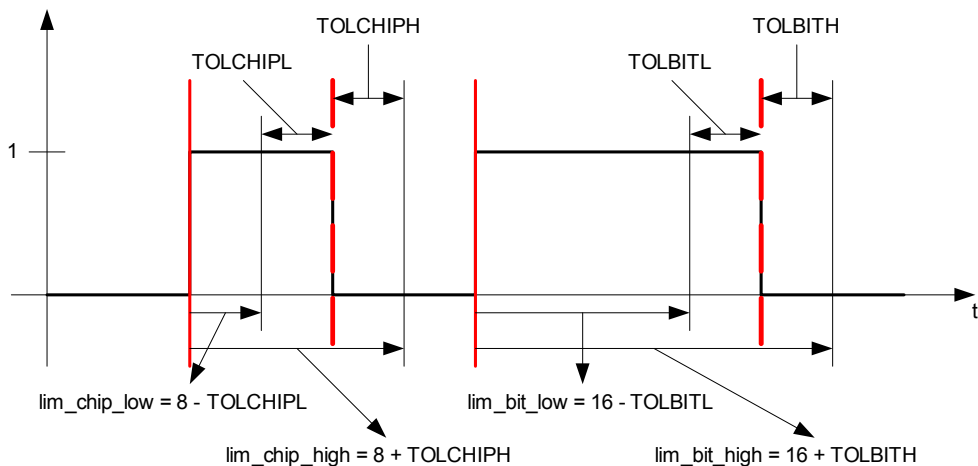 TOLCHIPH
TOLBITH
TOLCHIPL
TOLBITL
1
t
lim_chip_low = 8 - TOLCHIPL
lim_bit_low = 16 - TOLBITL
lim_chip_high = 8 + TOLCHIPH
lim_bit_high = 16 + TOLBITH